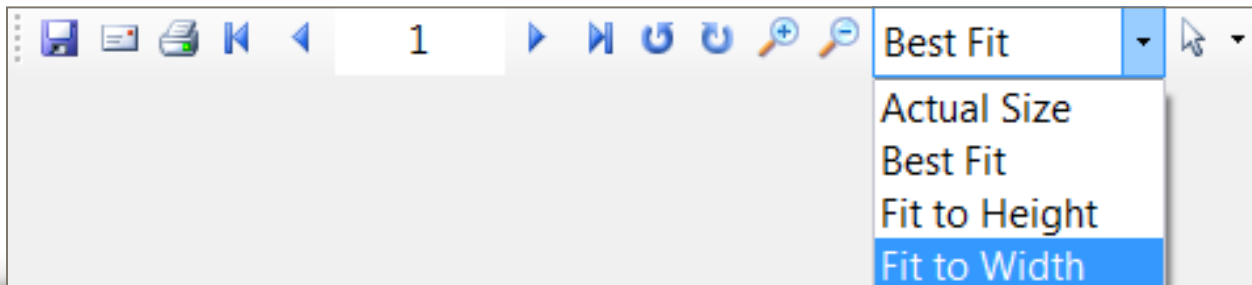 1
Best Fit
Actual Size
Best Fit
Fit to Height
Fit to Width